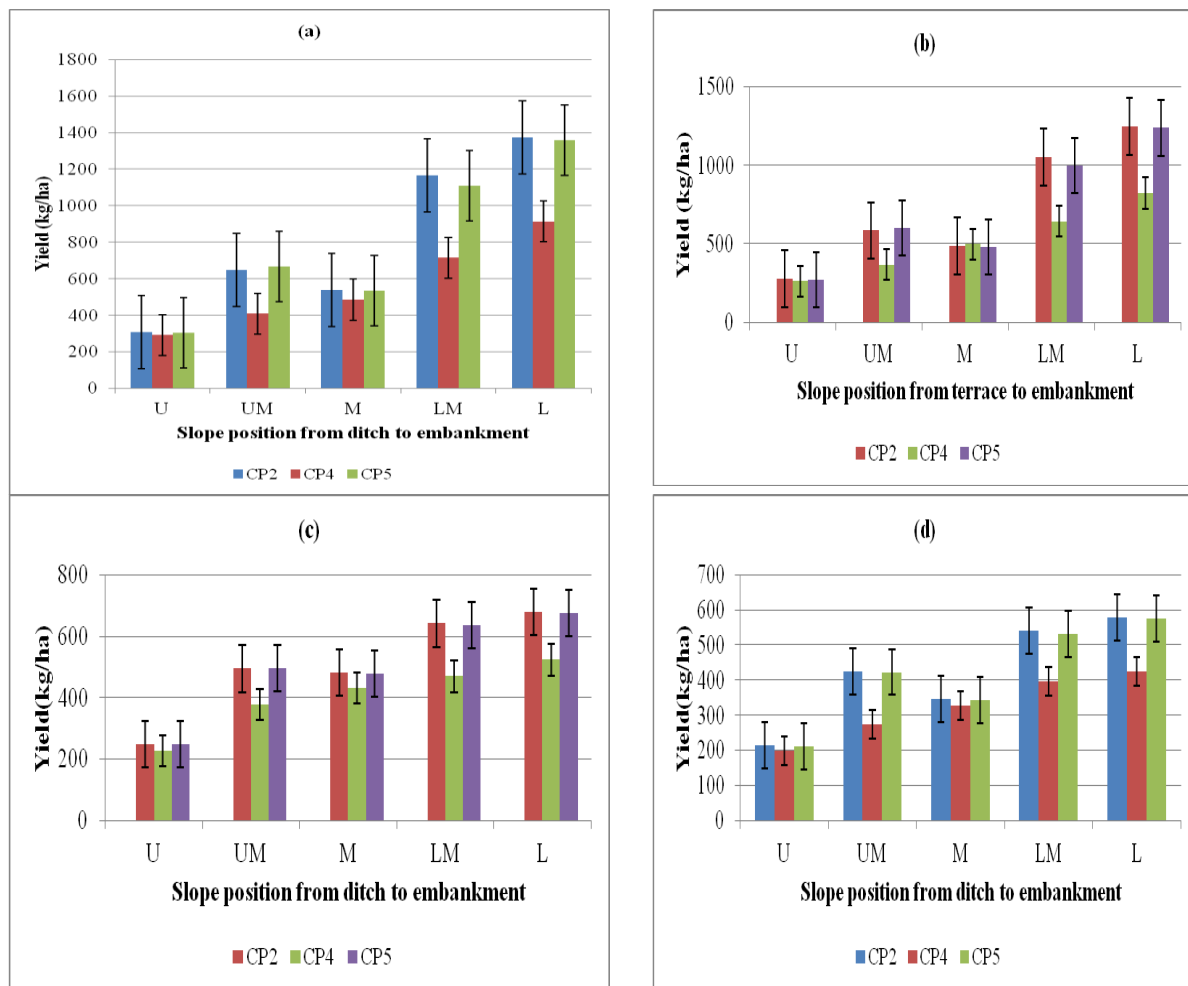 (a)
1800
1600
1400
1200
1000
800
600
400
200
0
Yield (kg/ha)
U UM M LM L
Slope position from ditch to embankment
CP2 CP4 CP5
(b)
1500
1000
500
0
Yield (kg/ha)
U UM M LM L
Slope position from terrace to embankment
CP2 CP4 CP5
(c)
800
600
400
200
0
Yield(kg/ha)
U UM M LM L
Slope position from ditch to embankment
CP2 CP4 CP5
(d)
700
600
500
400
300
200
100
0
Yield(kg/ha)
U UM M LM L
Slope position from ditch to embankment
CP2 CP4 CP5